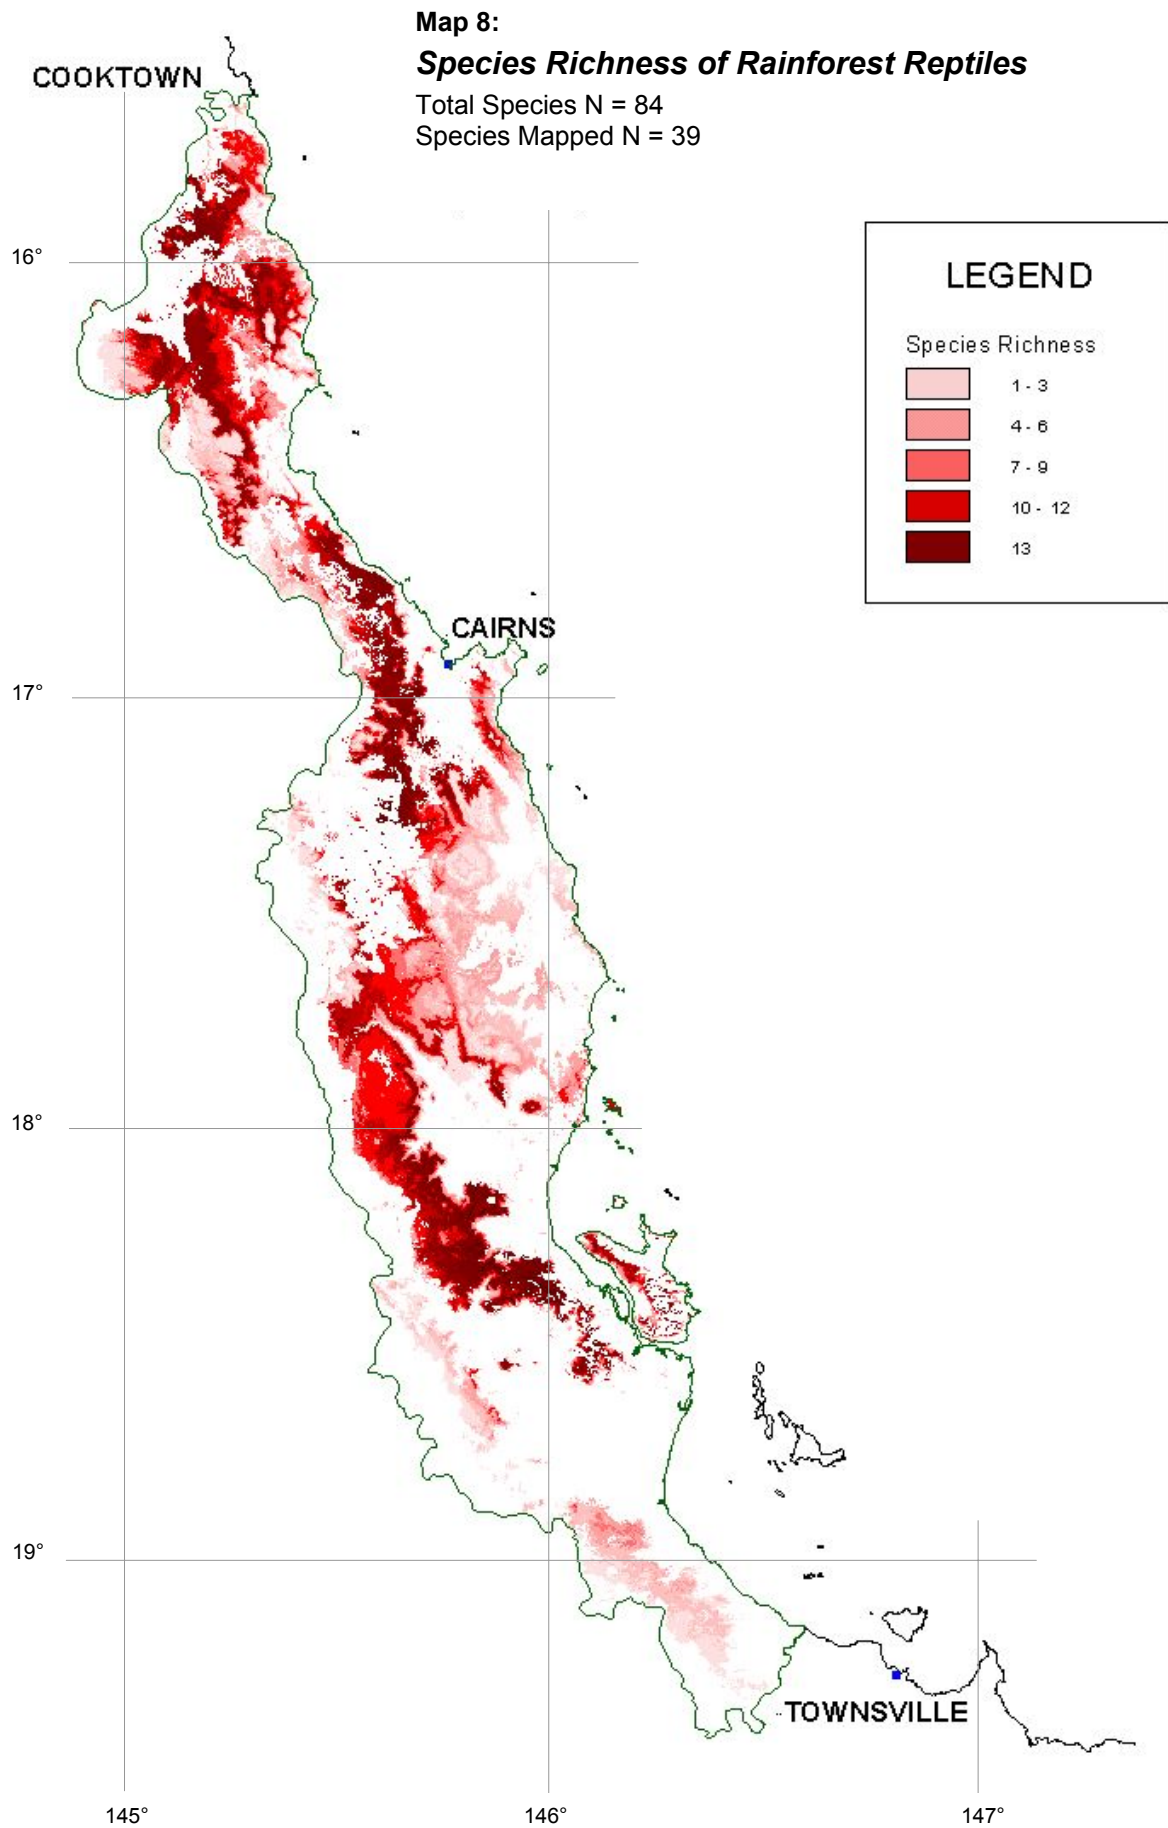 Map 8:
Species Richness of Rainforest Reptiles
Total Species N = 84
Species Mapped N = 39
COOKTOWN
16°
LEGEND
Species Richness
1 - 3
4 - 6
7 - 9
10 - 12
13
CAIRNS
17°
18°
19°
TOWNSVILLE
145°
146°
147°